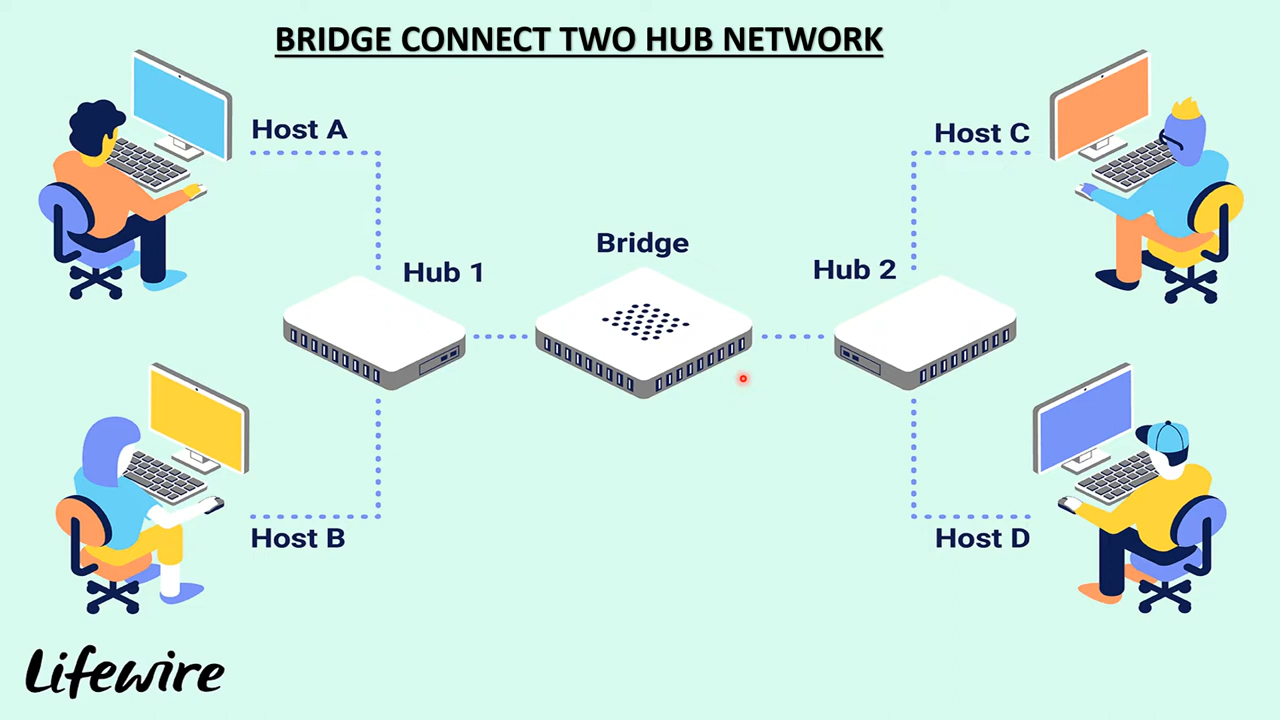 BRIDGE CONNECT TWO HUB NETWORK
Host A
Host C
Bridge
Hub 1
Hub 2
Host B
Host D
Lifewire